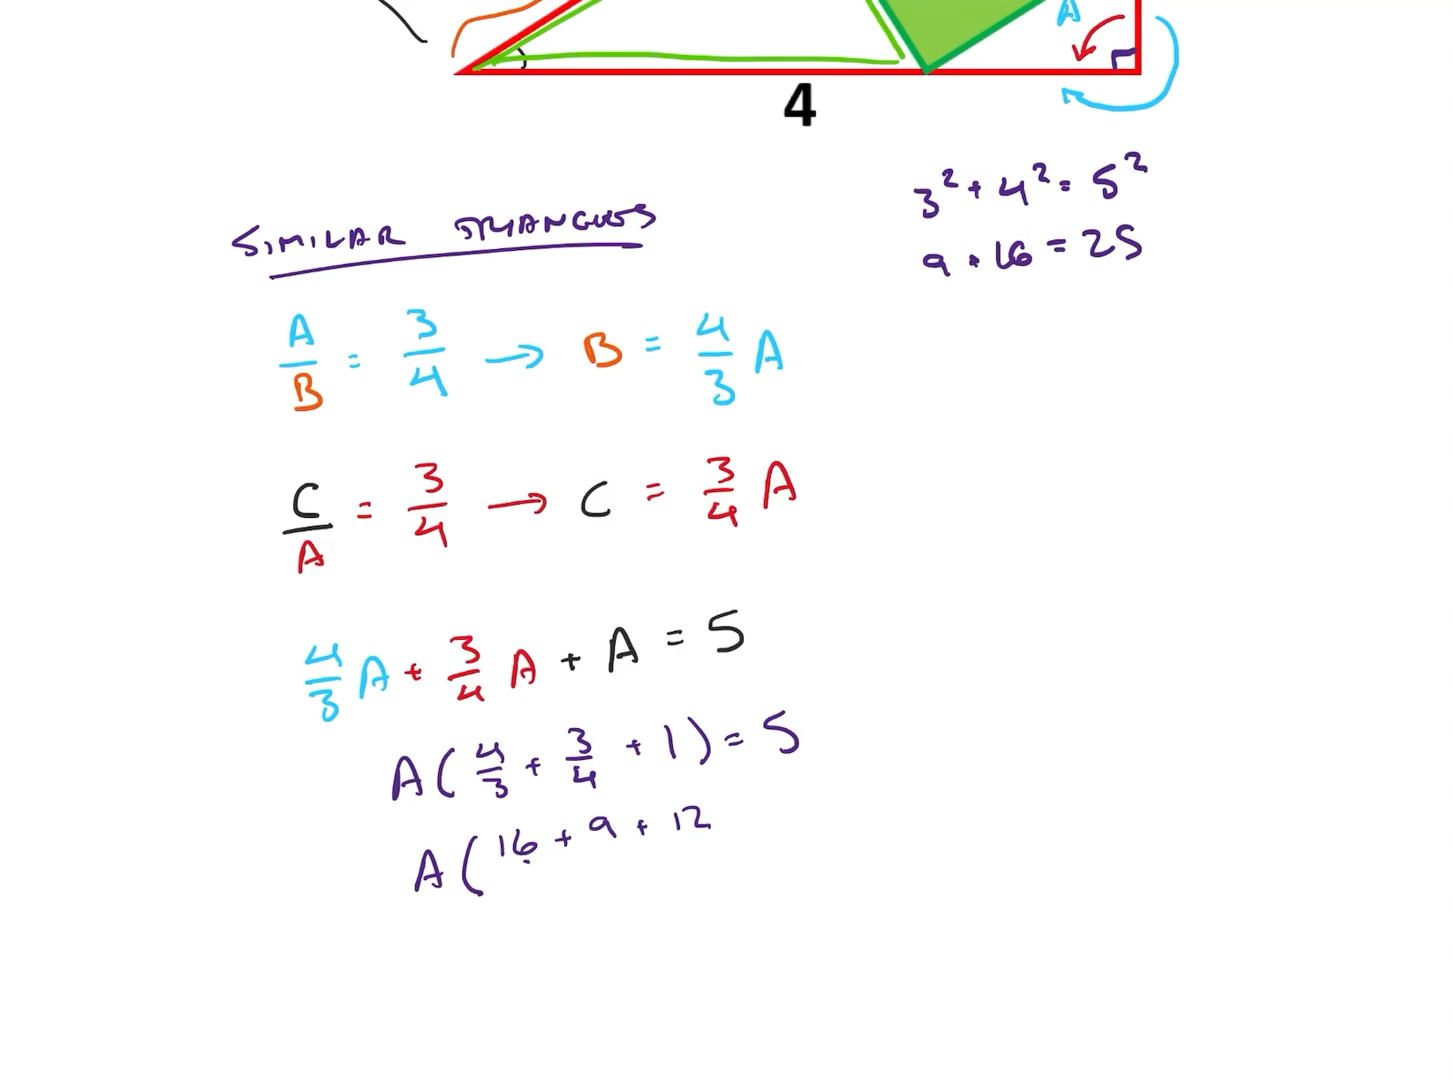 A
4
3² + 4² = 5²
9 + 16 = 25
SIMILAR TRIANGLES
A/B = 3/4 → B = 4/3 A
C/A = 3/4 → C = 3/4 A
4/3 A + 3/4 A + A = 5
A(4/3 + 3/4 + 1) = 5
A(16 + 9 + 12